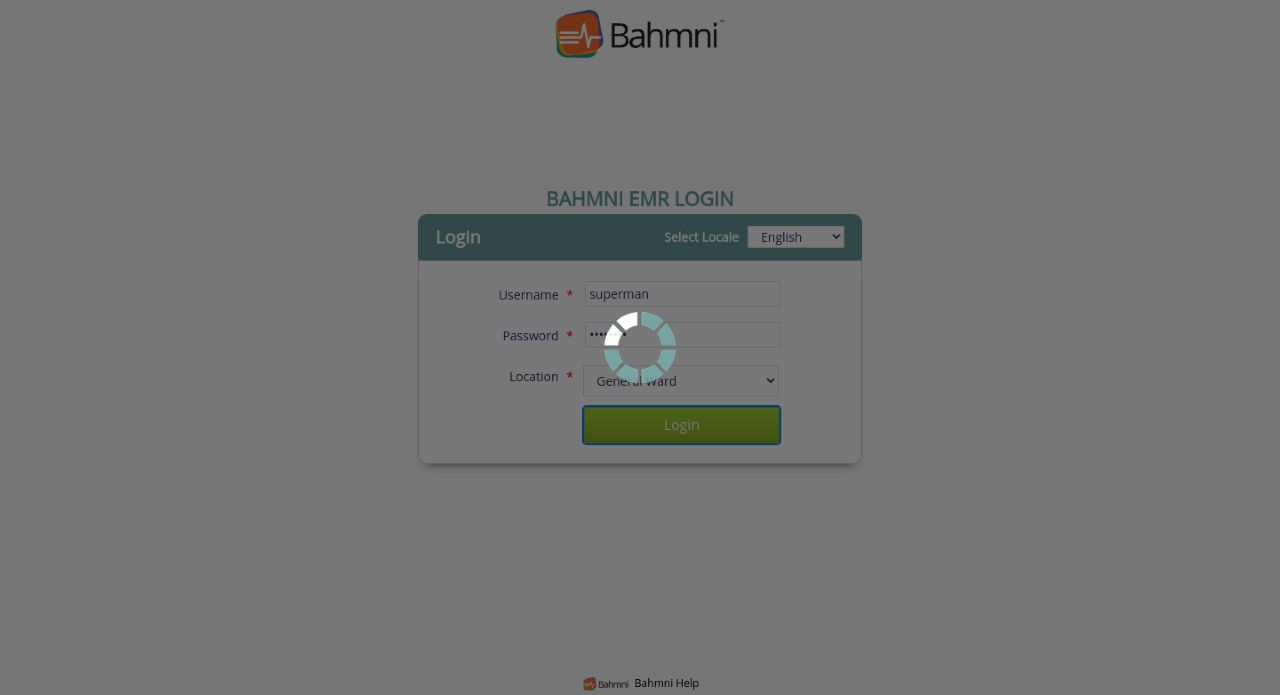 Bahmni™
BAHMNI EMR LOGIN
Login Select Locale English
Username * superman
Password * ••••••••
Location * General Ward
Login
Bahmni Bahmni Help